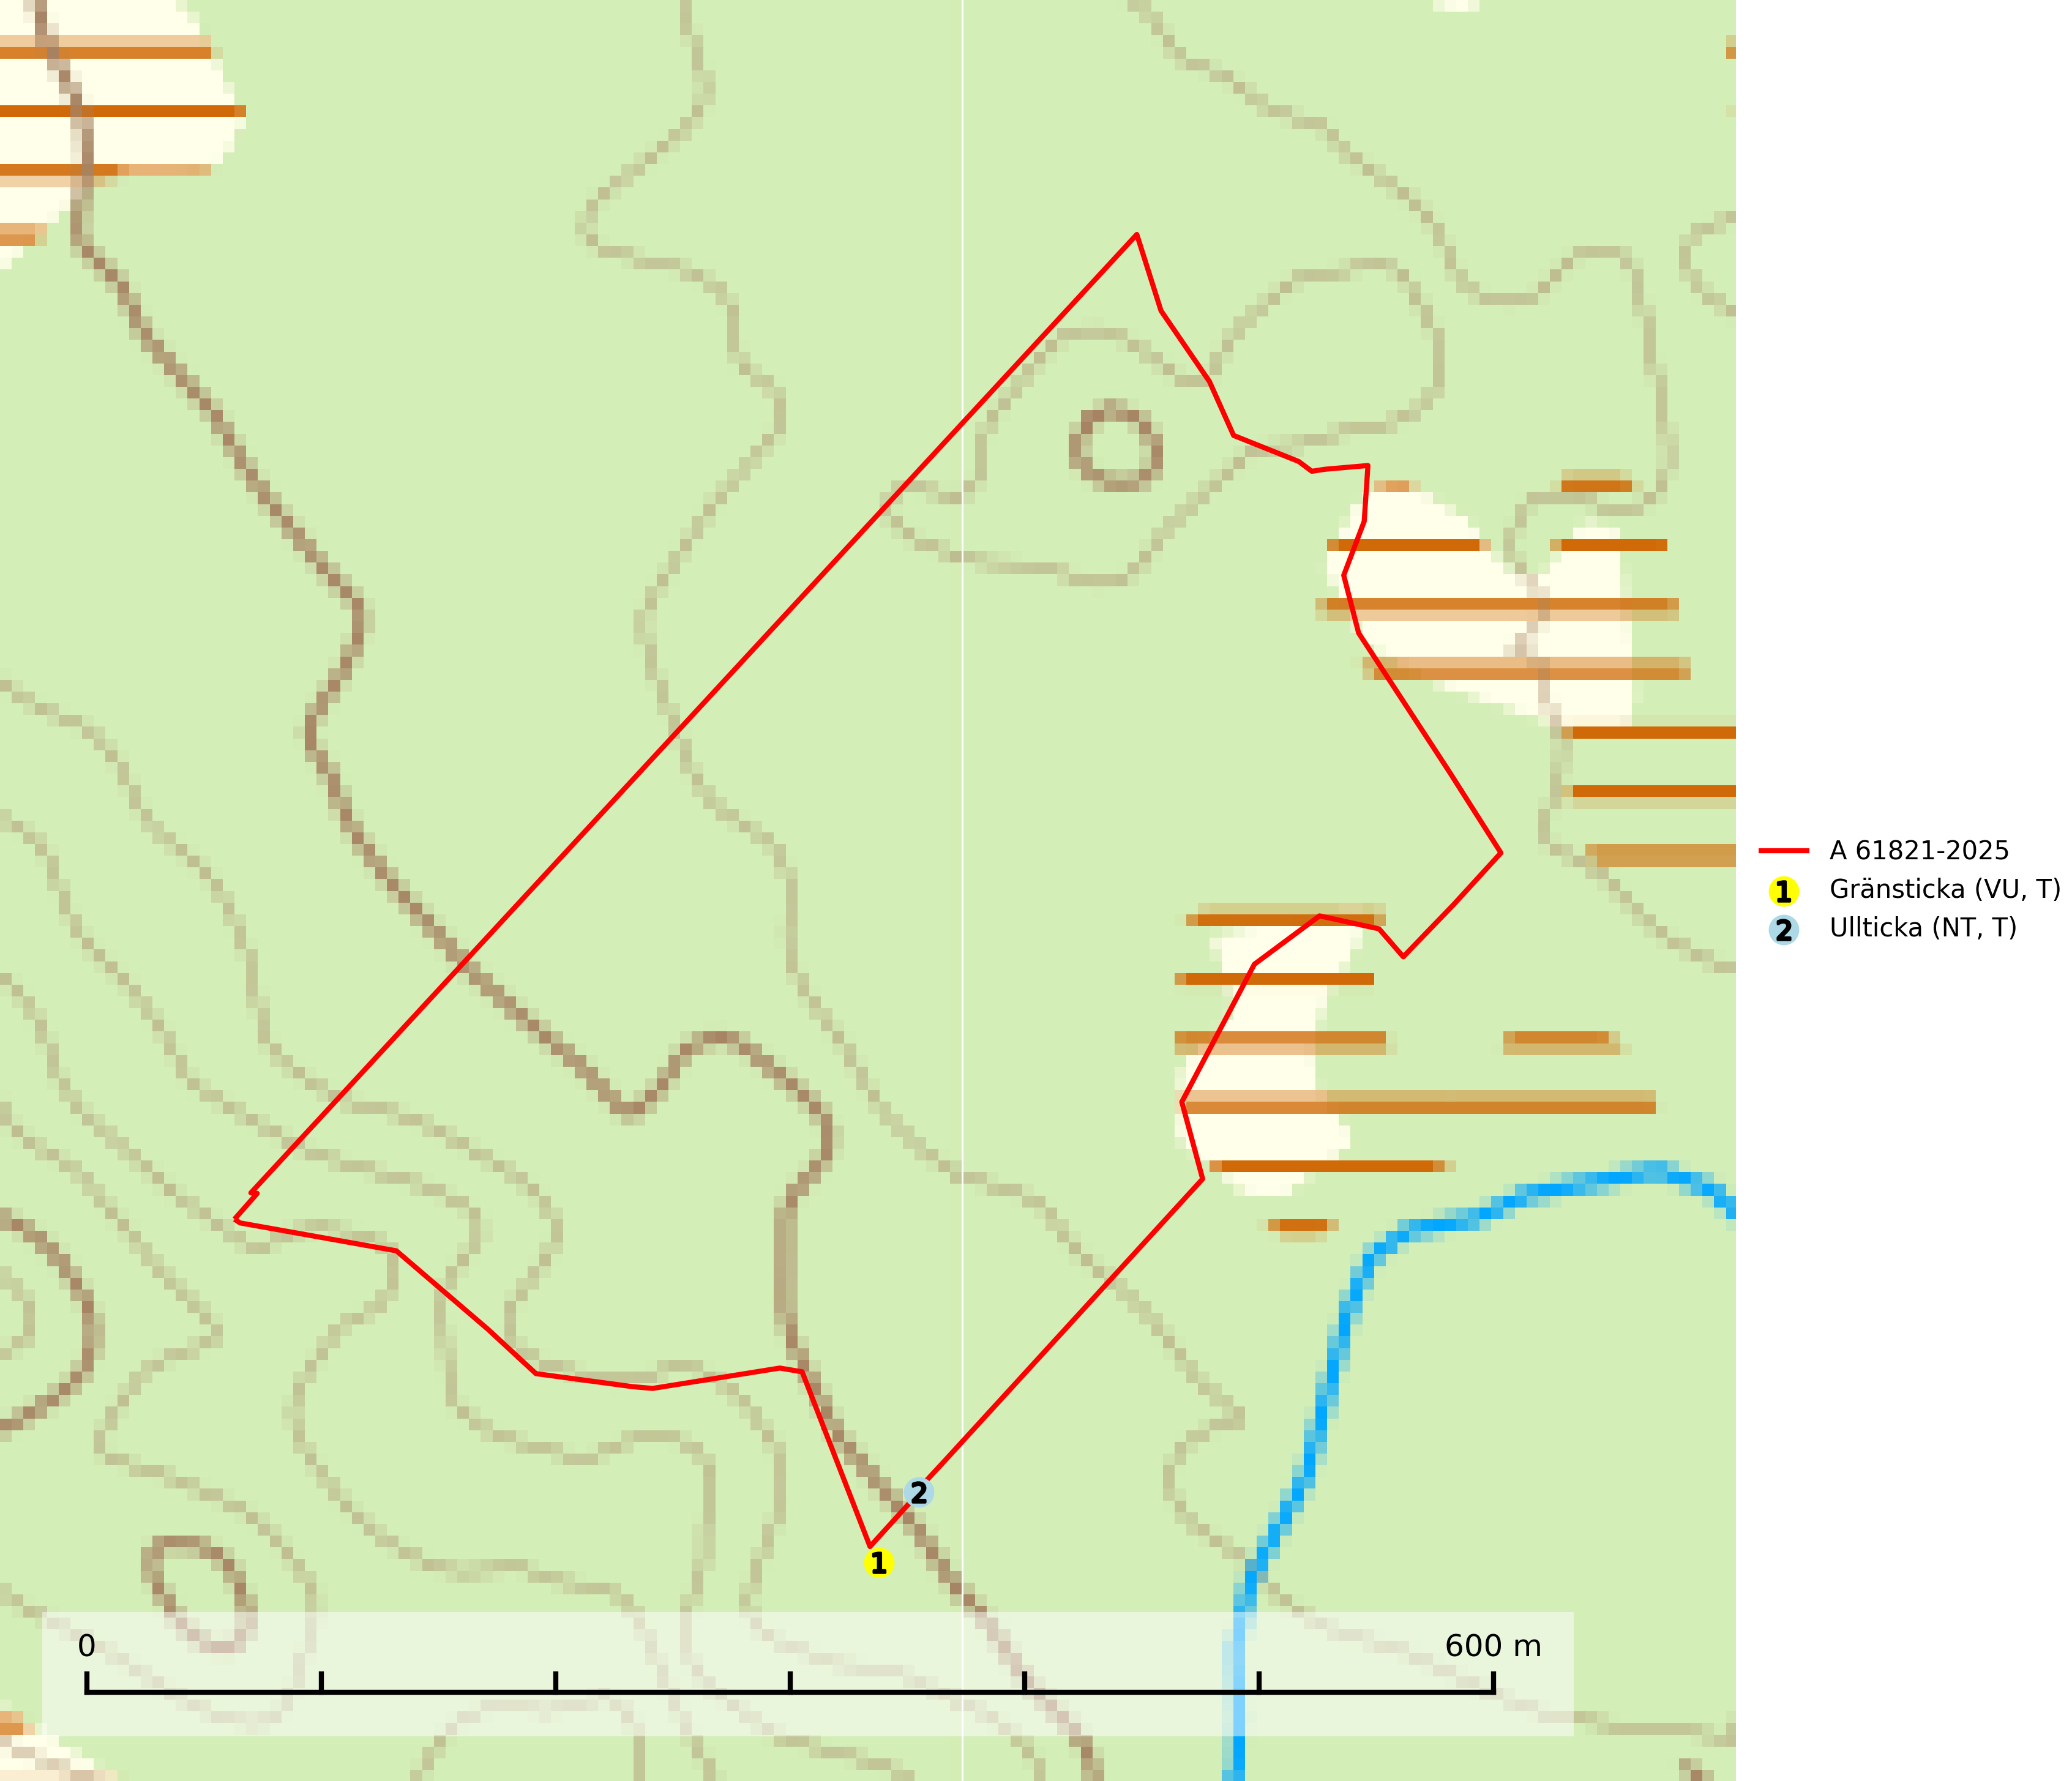 A 61821-2025
1 Gränsticka (VU, T)
2 Ullticka (NT, T)
2
1
0 600 m